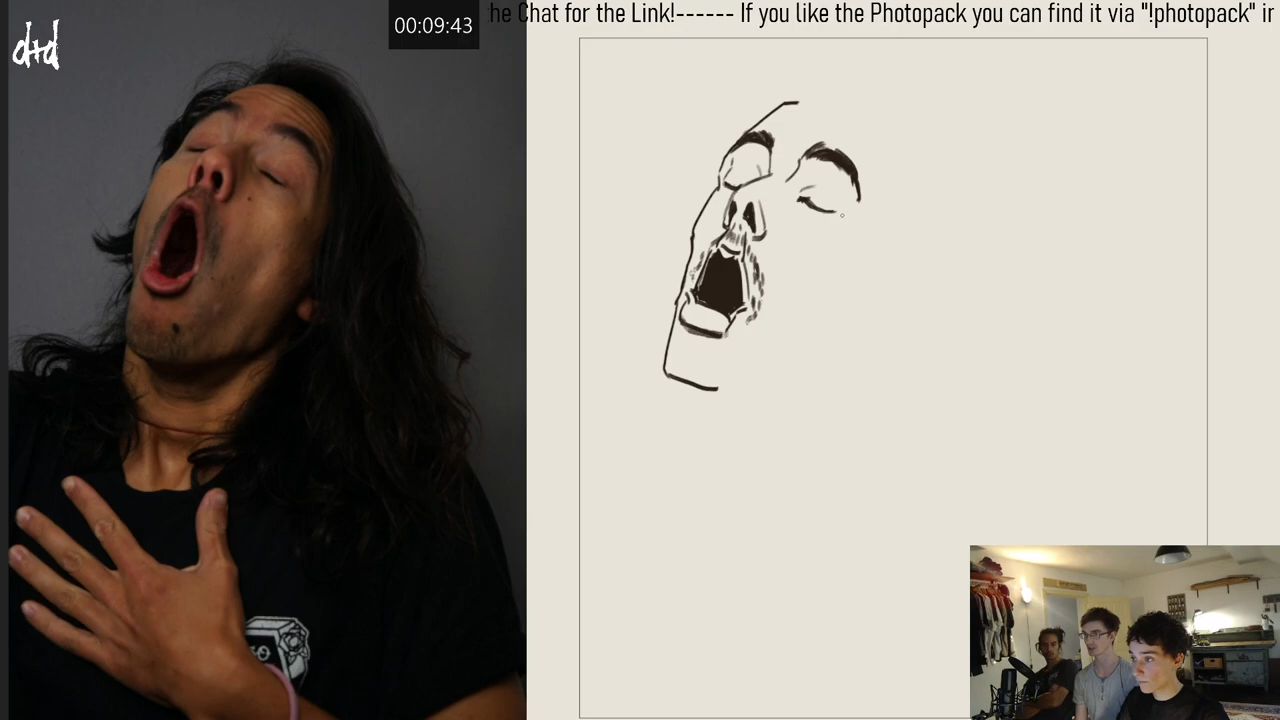 he Chat for the Link!------ If you like the Photopack you can find it via "!photopack" ir
00:09:43
d+d